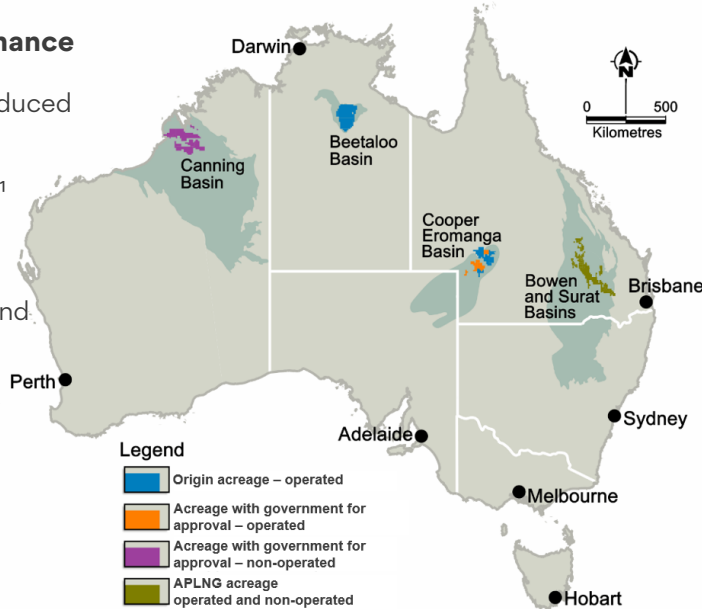 nance
duced
1
nd
Darwin
N
0 500
Kilometres
Beetaloo
Basin
Canning
Basin
Cooper
Eromanga
Basin
Bowen
and Surat
Basins
Brisbane
Perth
Adelaide
Sydney
Melbourne
Hobart
Legend
Origin acreage – operated
Acreage with government for
approval – operated
Acreage with government for
approval – non-operated
APLNG acreage
operated and non-operated